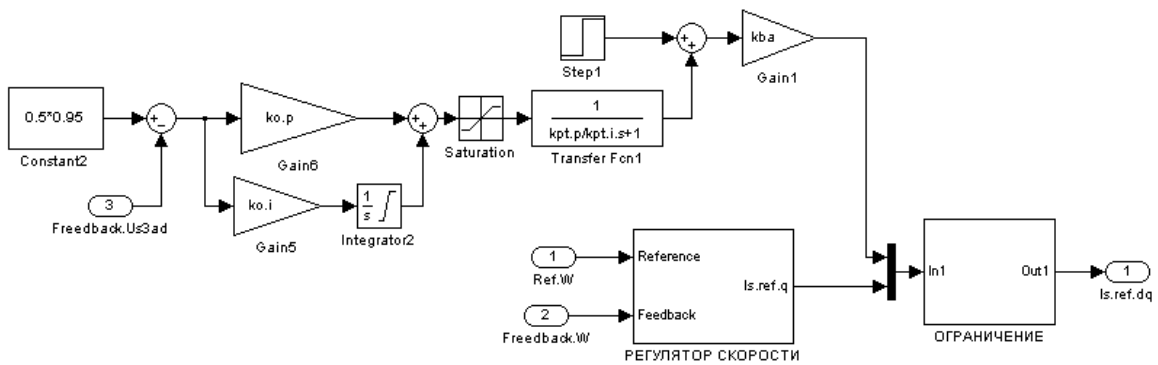 kba
Step1
Gain1
0.5*0.95
Constant2
ko.p
Gain6
Saturation
1
kpt.p/kpt.i.s+1
Transfer Fcn1
3
Freedback.Us3ad
ko.i
Gain5
1
s
Integrator2
1
Ref.W
2
Freedback.W
Reference
Feedback
Is.ref.q
РЕГУЛЯТОР СКОРОСТИ
In1
Out1
ОГРАНИЧЕНИЕ
1
Is.ref.dq